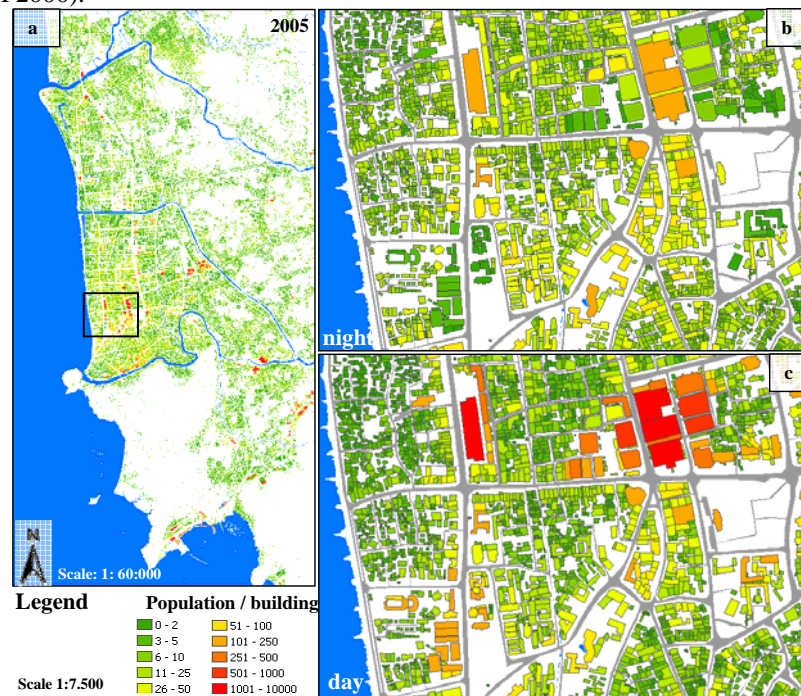 a
2005
b
night
c
day
N
Scale: 1: 60:000
Legend
Population / building
0 - 2
3 - 5
6 - 10
11 - 25
26 - 50
51 - 100
101 - 250
251 - 500
501 - 1000
1001 - 10000
Scale 1:7.500